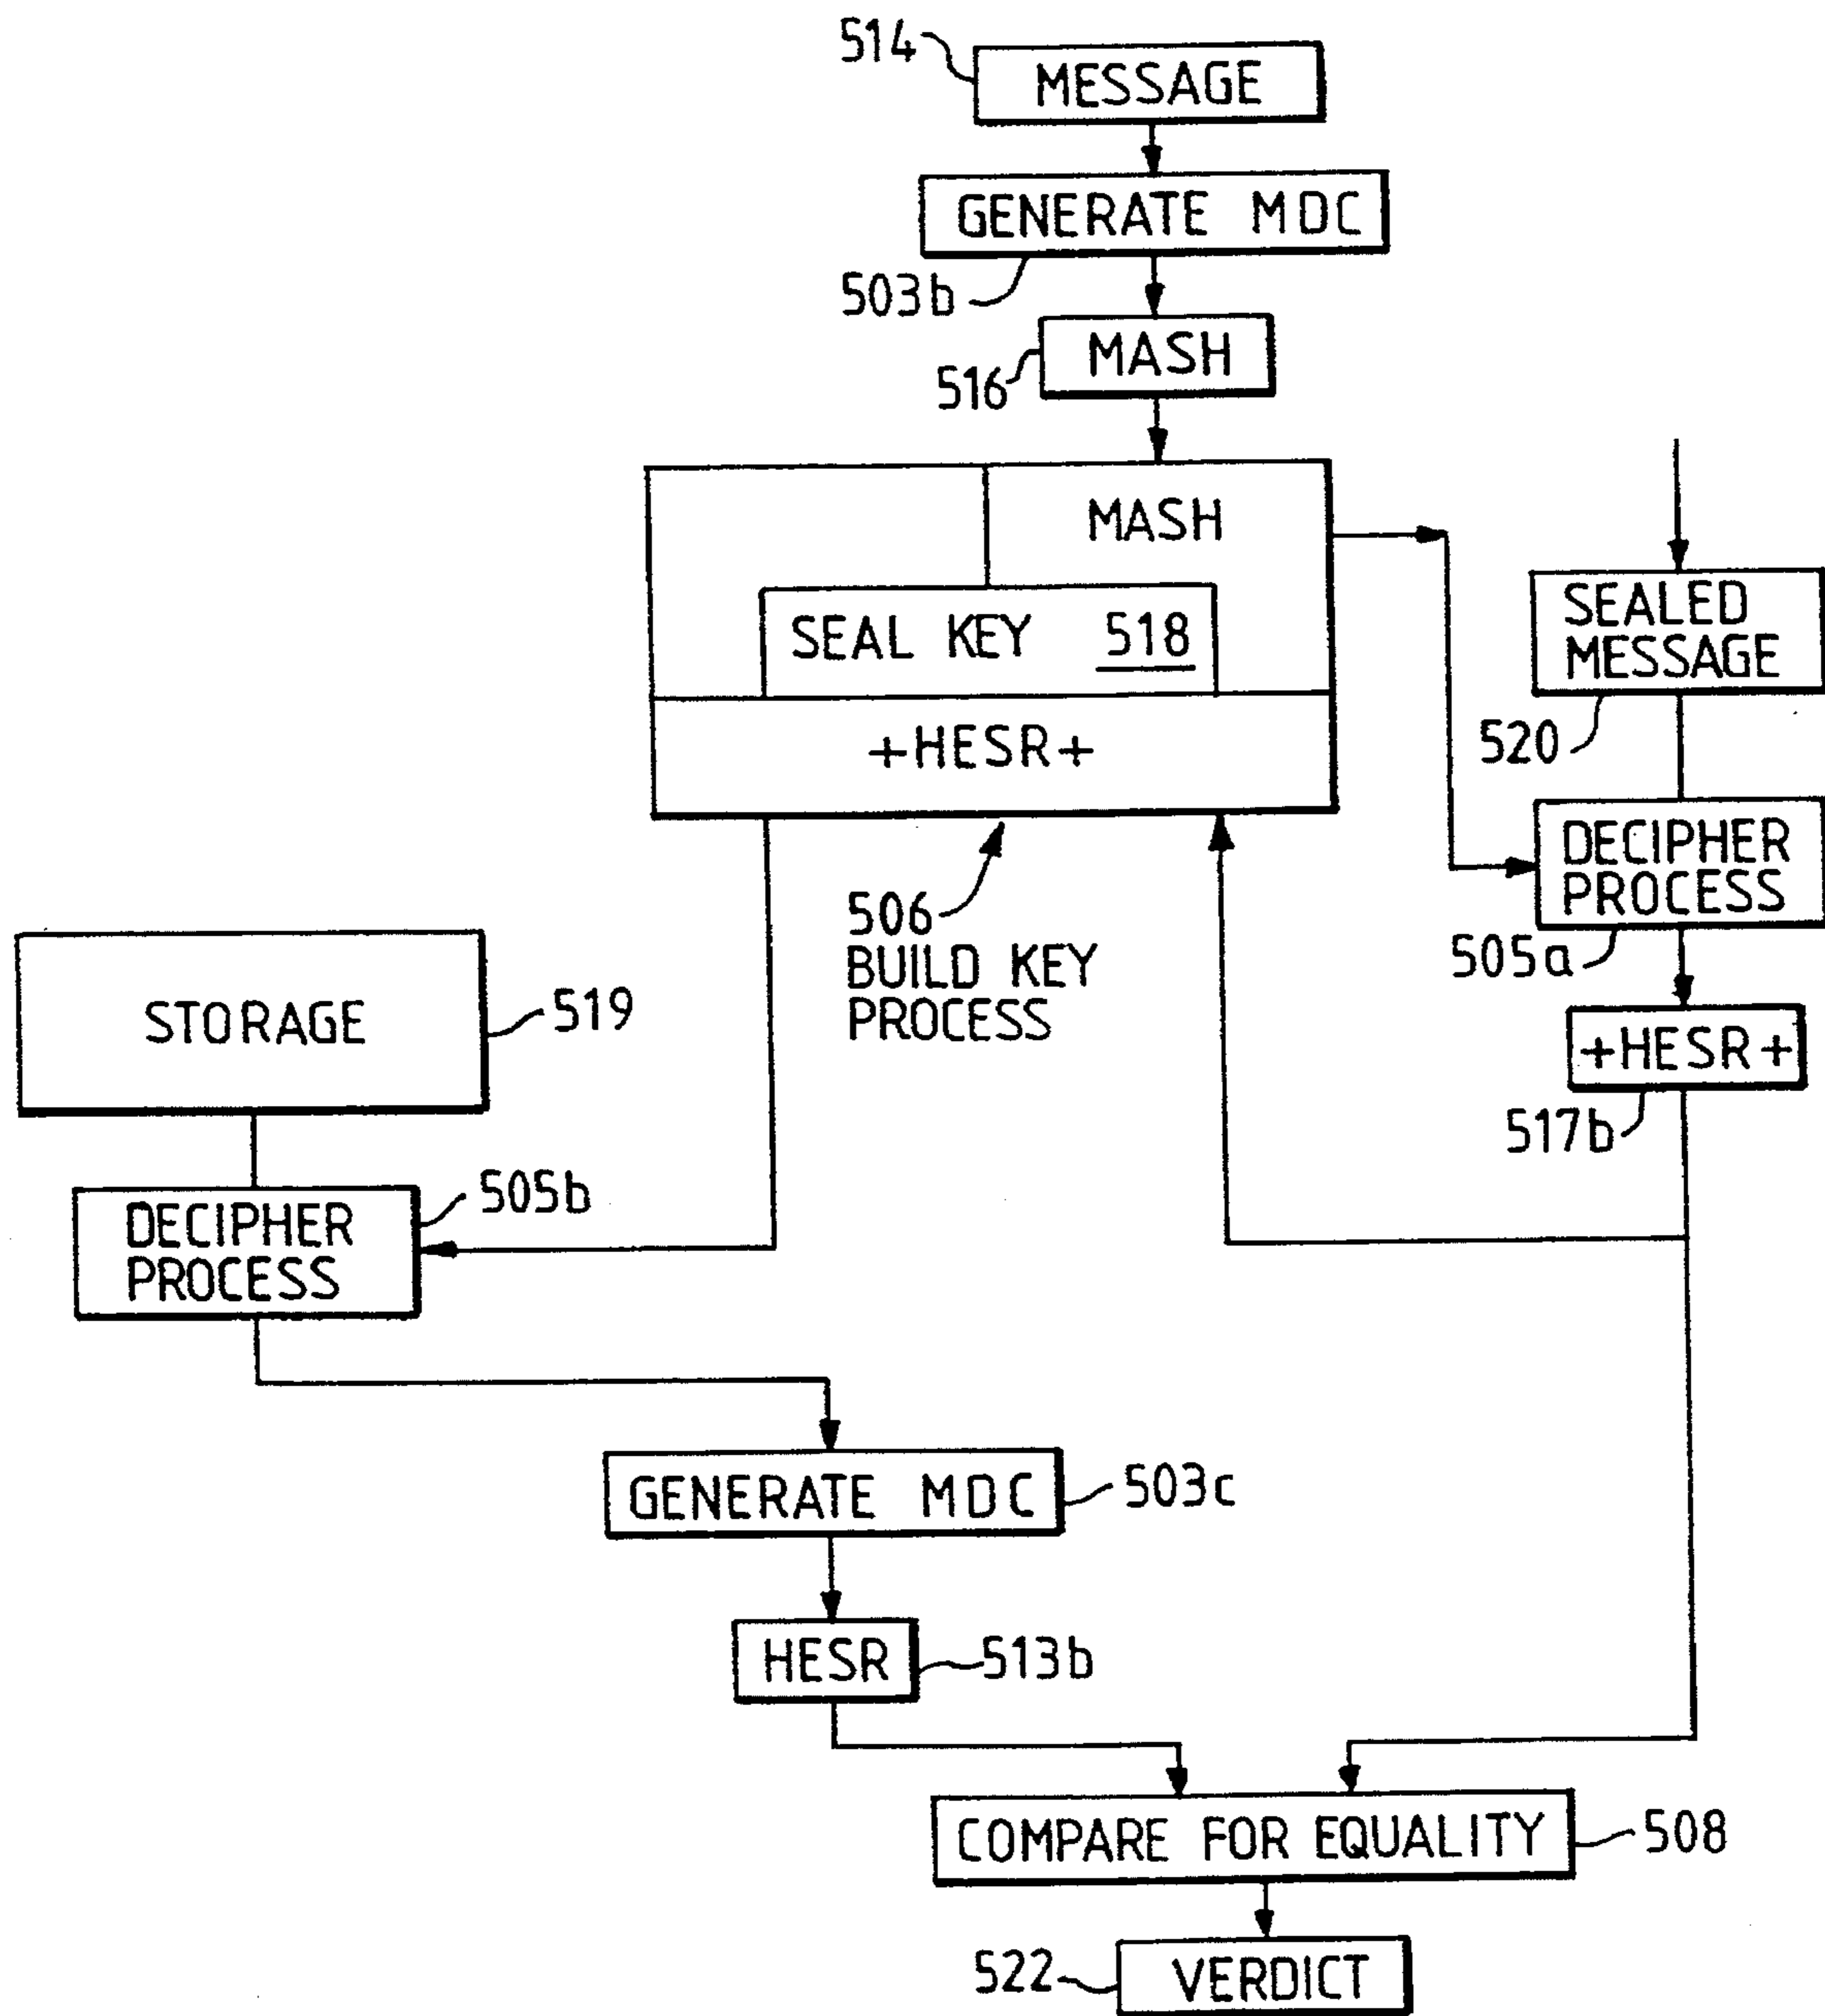 514
MESSAGE
GENERATE MDC
503b
MASH
516
MASH
SEAL KEY 518
+HESR+
SEALED
MESSAGE
520
DECIPHER
PROCESS
505a
506
BUILD KEY
PROCESS
STORAGE
519
+HESR+
517b
505b
DECIPHER
PROCESS
GENERATE MDC
503c
HESR
513b
COMPARE FOR EQUALITY
508
522
VERDICT